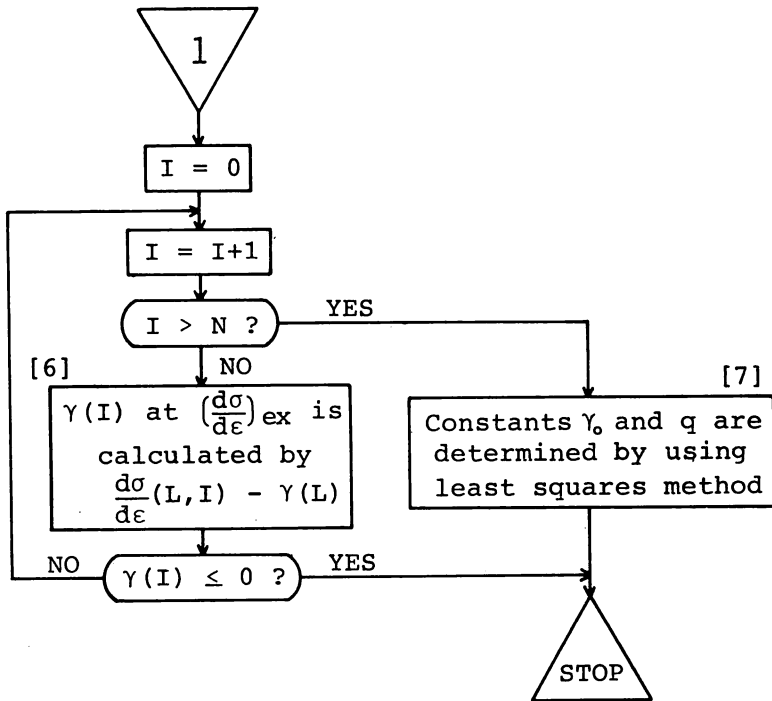 1
I = 0
I = I+1
I > N ?
YES
NO
[6]
γ(I) at (dσ/dε)ex is
calculated by
dσ/dε(L,I) - γ(L)
[7]
Constants γo and q are
determined by using
least squares method
NO
γ(I) ≤ 0 ?
YES
STOP